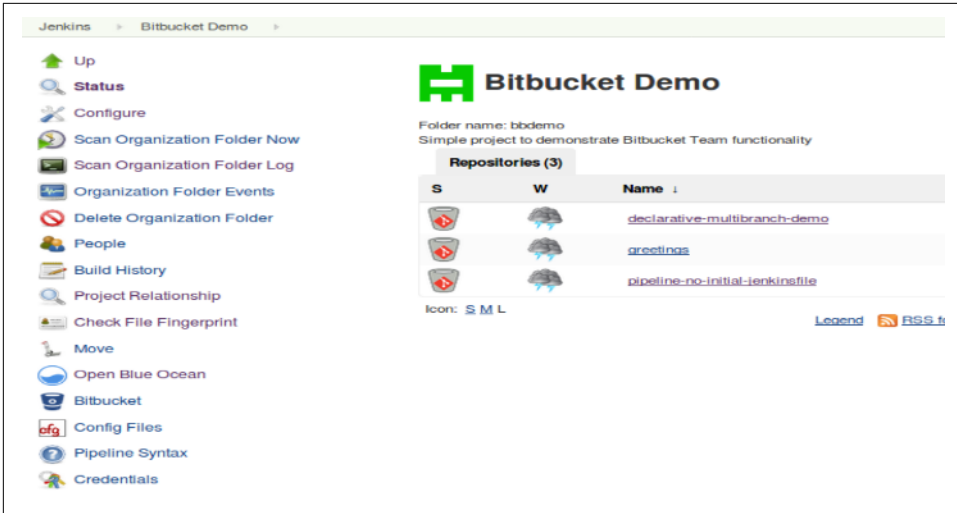 Jenkins Bitbucket Demo
Up
Status
Configure
Scan Organization Folder Now
Scan Organization Folder Log
Organization Folder Events
Delete Organization Folder
People
Build History
Project Relationship
Check File Fingerprint
Move
Open Blue Ocean
Bitbucket
cfg Config Files
Pipeline Syntax
Credentials
Bitbucket Demo
Folder name: bbdemo
Simple project to demonstrate Bitbucket Team functionality
Repositories (3)
S W Name ↓
declarative-multibranch-demo
greetings
pipeline-no-initial-jenkinsfile
Icon: S M L
Legend RSS f